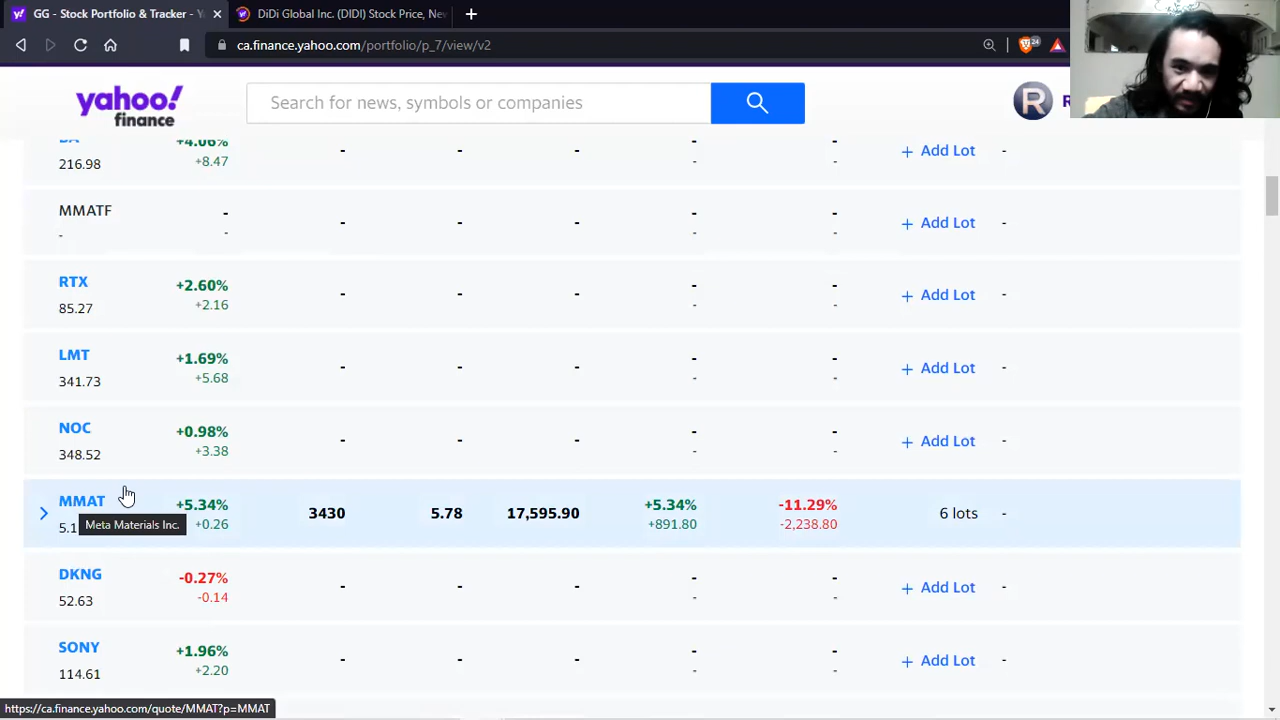 GG - Stock Portfolio & Tracker -
DiDi Global Inc. (DIDI) Stock Price, Ne
ca.finance.yahoo.com/portfolio/p_7/view/v2
24
yahoo!
finance
Search for news, symbols or companies
R
BA +4.06% - - - - - + Add Lot -
216.98 +8.47 - -
MMATF - - - - - - + Add Lot -
- - - -
RTX +2.60% - - - - - + Add Lot -
85.27 +2.16 - -
LMT +1.69% - - - - - + Add Lot -
341.73 +5.68 - -
NOC +0.98% - - - - - + Add Lot -
348.52 +3.38 - -
MMAT +5.34% 3430 5.78 17,595.90 +5.34% -11.29% 6 lots -
5.1 +0.26 +891.80 -2,238.80
Meta Materials Inc.
DKNG -0.27% - - - - - + Add Lot -
52.63 -0.14 - -
SONY +1.96% - - - - - + Add Lot -
114.61 +2.20 - -
https://ca.finance.yahoo.com/quote/MMAT?p=MMAT